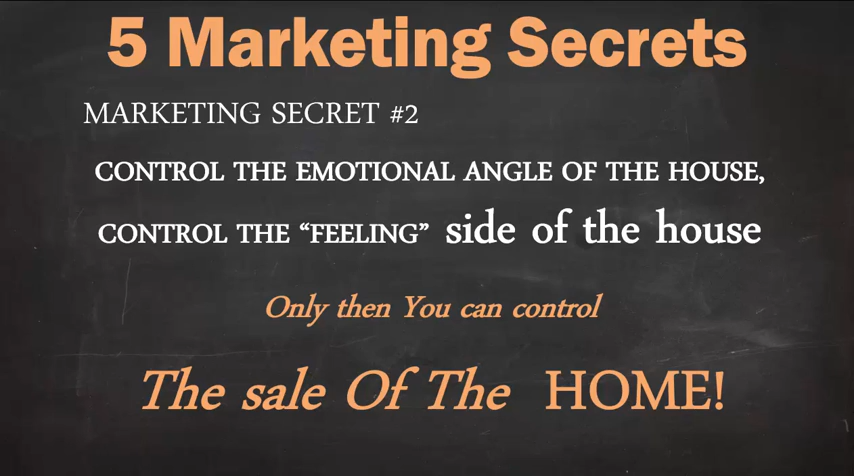 5 Marketing Secrets
MARKETING SECRET #2
CONTROL THE EMOTIONAL ANGLE OF THE HOUSE,
CONTROL THE “FEELING” side of the house
Only then You can control
The sale Of The HOME!